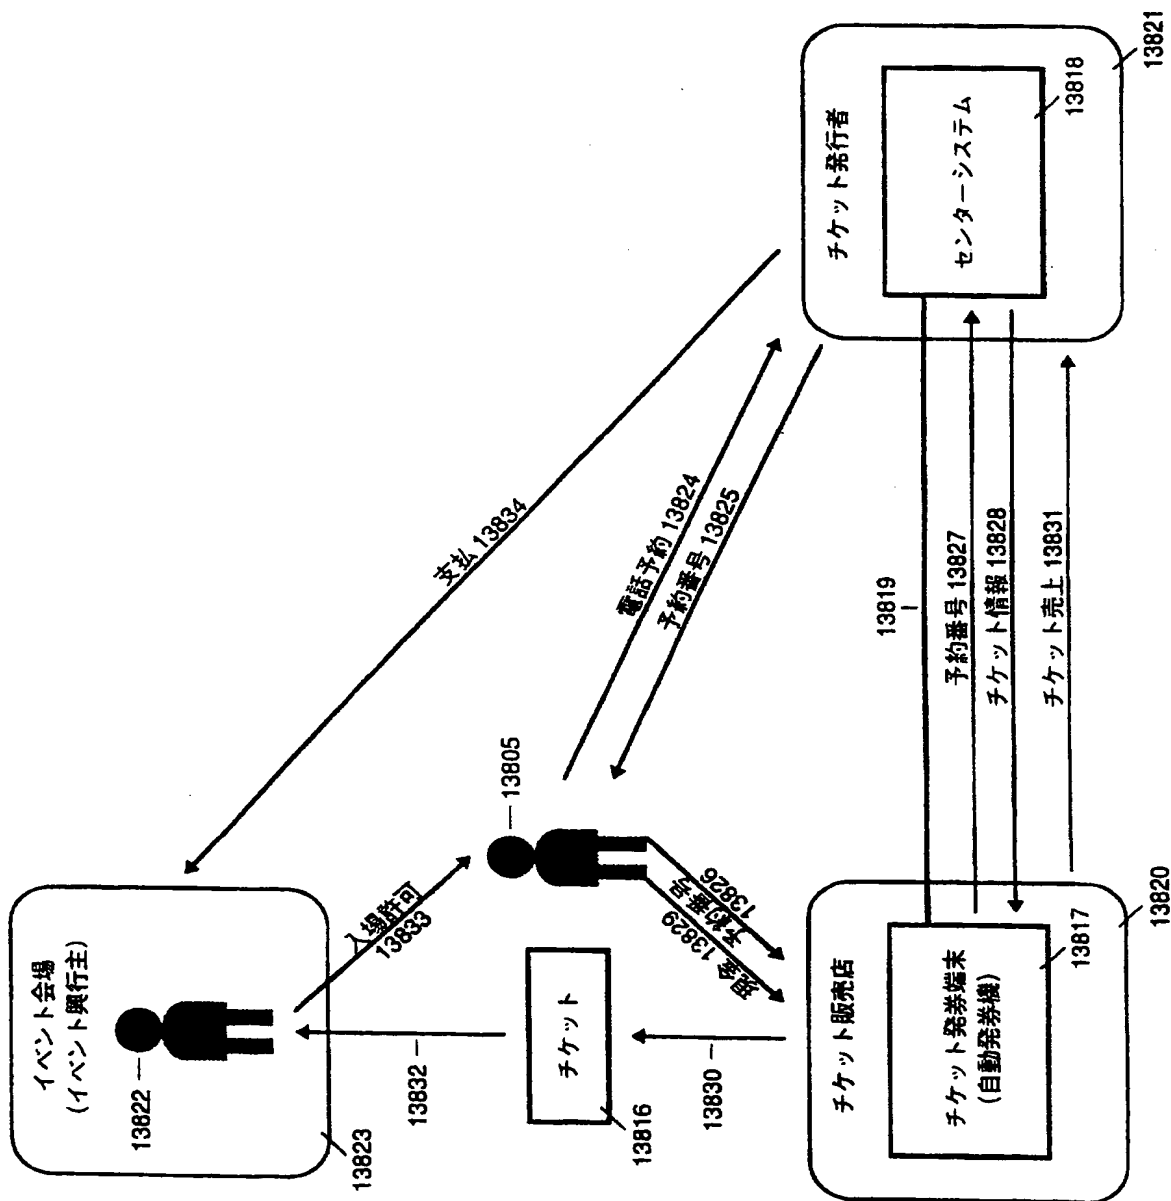 イベント会場
(イベント興行主)
13822
13823
入場許可
13833
13832
チケット
13816
13830
13805
支払 13834
電話予約 13824
予約番号 13825
現金
13829
予約番号
13826
チケット販売店
チケット発券端末
(自動発券機)
13817
13820
13819
予約番号 13827
チケット情報 13828
チケット売上 13831
チケット発行者
センターシステム
13818
13821